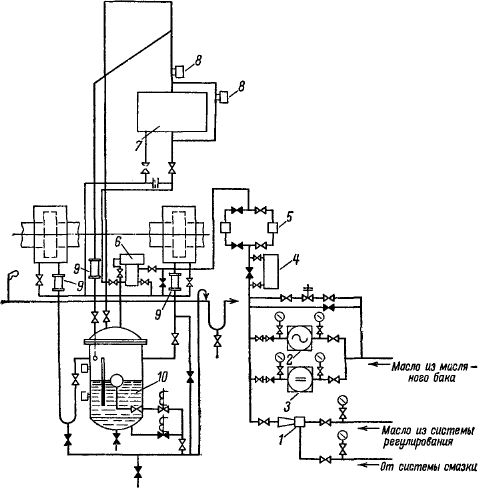 8
8
7
5
6
4
9
9
9
10
2
Масло из масля-
ного бака
3
1
Масло из системы
регулирования
От системы смазки